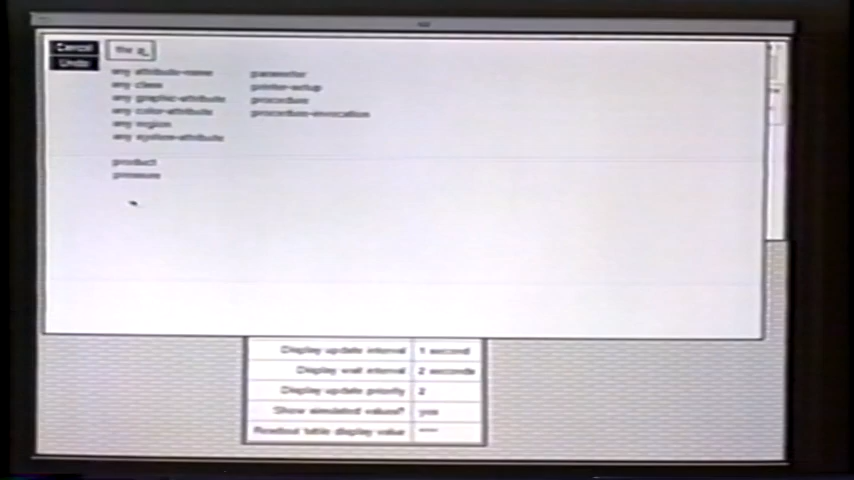 Cancel
Undo
the
any attribute-name
any class
any graphic-attribute
any color-attribute
any region
any system-attribute
parameter
printer-setup
procedure
procedure-invocation
product
pressure
Display update interval 1 second
Display wait interval 2 seconds
Display update priority 2
Show simulated values? yes
Readout table display value ****